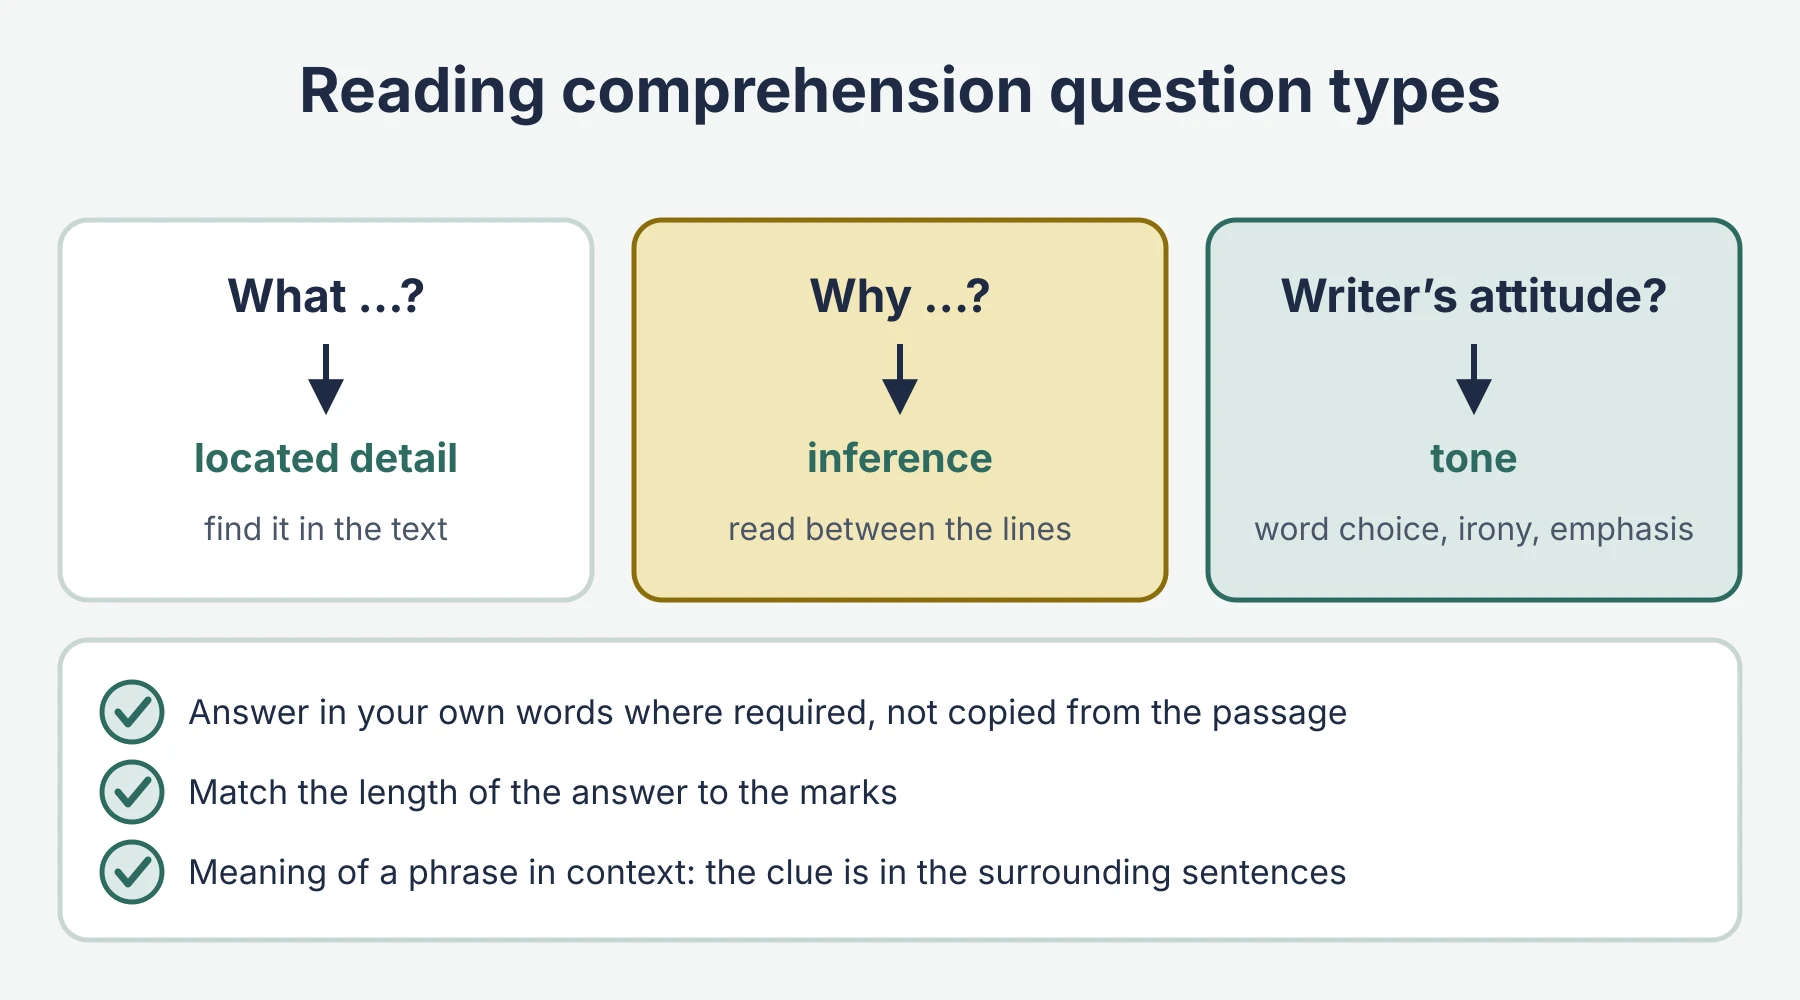 Reading comprehension question types
What …?
located detail
find it in the text
Why …?
inference
read between the lines
Writer’s attitude?
tone
word choice, irony, emphasis
Answer in your own words where required, not copied from the passage
Match the length of the answer to the marks
Meaning of a phrase in context: the clue is in the surrounding sentences